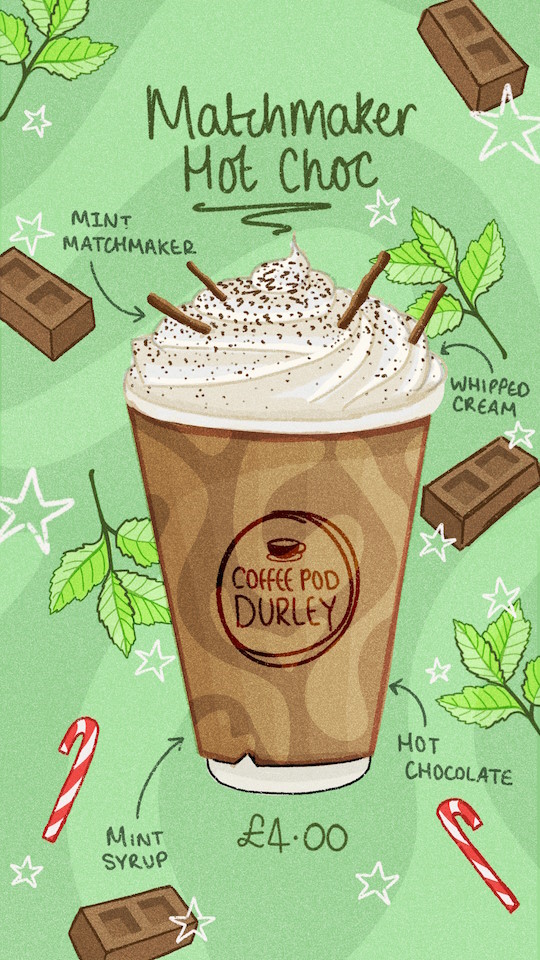 Matchmaker
Hot Choc
MINT
MATCHMAKER
WHIPPED
CREAM
COFFEE POD
DURLEY
HOT
CHOCOLATE
MINT
SYRUP
£4.00